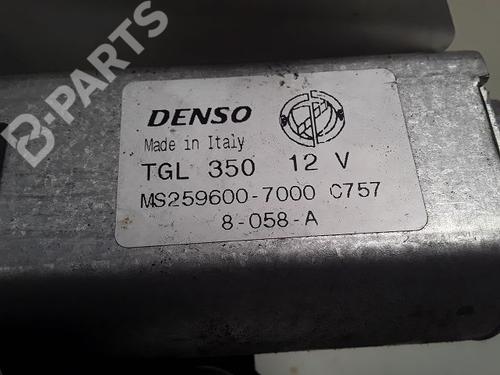 B-PARTS
DENSO
Made in Italy
TGL 350 12 V
MS259600-7000 C757
8-058-A